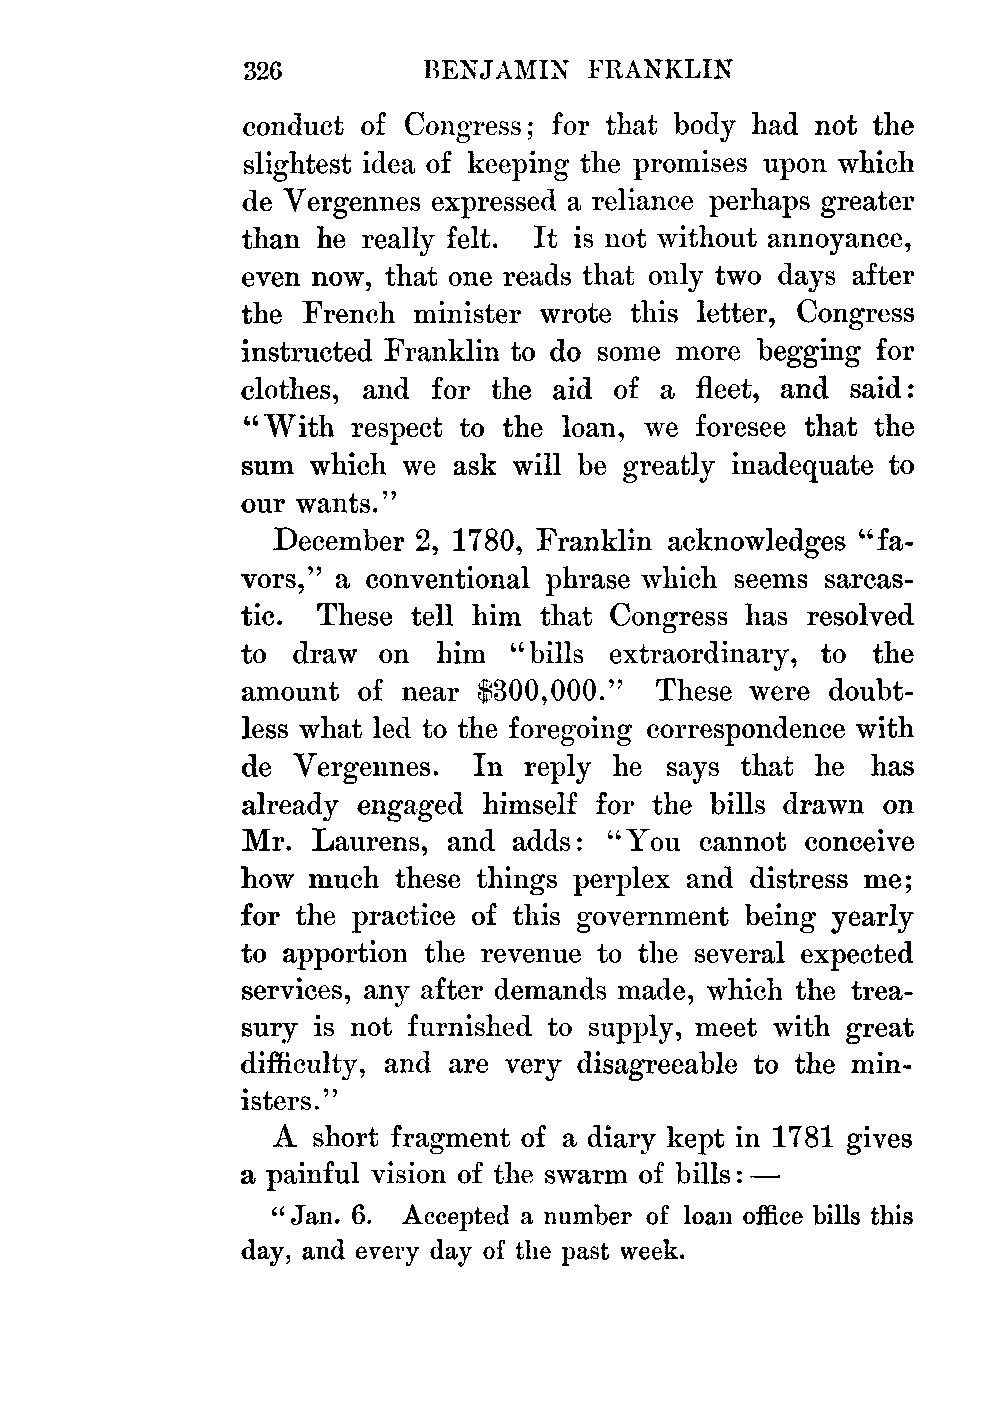 326 BENJAMIN FRANKLIN
conduct of Congress; for that body had not the
slightest idea of keeping the promises upon which
de Vergennes expressed a reliance perhaps greater
than he really felt. It is not without annoyance,
even now, that one reads that only two days after
the French minister wrote this letter, Congress
instructed Franklin to do some more begging for
clothes, and for the aid of a fleet, and said:
“With respect to the loan, we foresee that the
sum which we ask will be greatly inadequate to
our wants.”
December 2, 1780, Franklin acknowledges “fa-
vors,” a conventional phrase which seems sarcas-
tic. These tell him that Congress has resolved
to draw on him “bills extraordinary, to the
amount of near $300,000.” These were doubt-
less what led to the foregoing correspondence with
de Vergennes. In reply he says that he has
already engaged himself for the bills drawn on
Mr. Laurens, and adds: “You cannot conceive
how much these things perplex and distress me;
for the practice of this government being yearly
to apportion the revenue to the several expected
services, any after demands made, which the trea-
sury is not furnished to supply, meet with great
difficulty, and are very disagreeable to the min-
isters.”
A short fragment of a diary kept in 1781 gives
a painful vision of the swarm of bills: —
“Jan. 6. Accepted a number of loan office bills this
day, and every day of the past week.